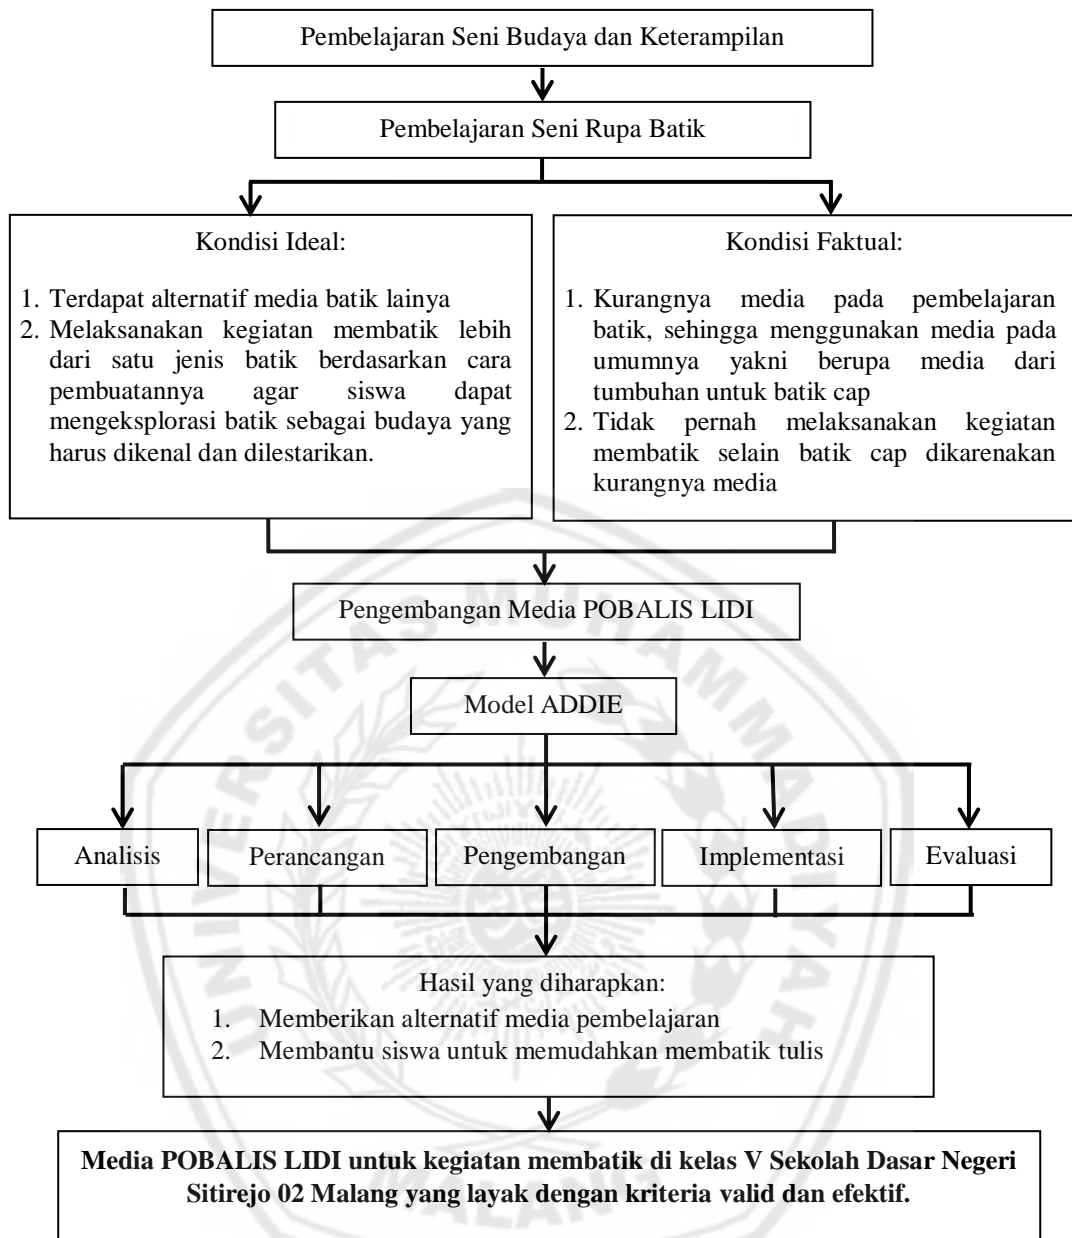 Pembelajaran Seni Budaya dan Keterampilan
Pembelajaran Seni Rupa Batik
Kondisi Ideal:
1. Terdapat alternatif media batik lainya
2. Melaksanakan kegiatan membatik lebih
dari satu jenis batik berdasarkan cara
pembuatannya agar siswa dapat
mengeksplorasi batik sebagai budaya yang
harus dikenal dan dilestarikan.
Kondisi Faktual:
1. Kurangnya media pada pembelajaran
batik, sehingga menggunakan media pada
umumnya yakni berupa media dari
tumbuhan untuk batik cap
2. Tidak pernah melaksanakan kegiatan
membatik selain batik cap dikarenakan
kurangnya media
Pengembangan Media POBALIS LIDI
Model ADDIE
Analisis
Perancangan
Pengembangan
Implementasi
Evaluasi
Hasil yang diharapkan:
1. Memberikan alternatif media pembelajaran
2. Membantu siswa untuk memudahkan membatik tulis
Media POBALIS LIDI untuk kegiatan membatik di kelas V Sekolah Dasar Negeri
Sitirejo 02 Malang yang layak dengan kriteria valid dan efektif.
UNIVERSITAS MUHAMMADIYAH
MALANG